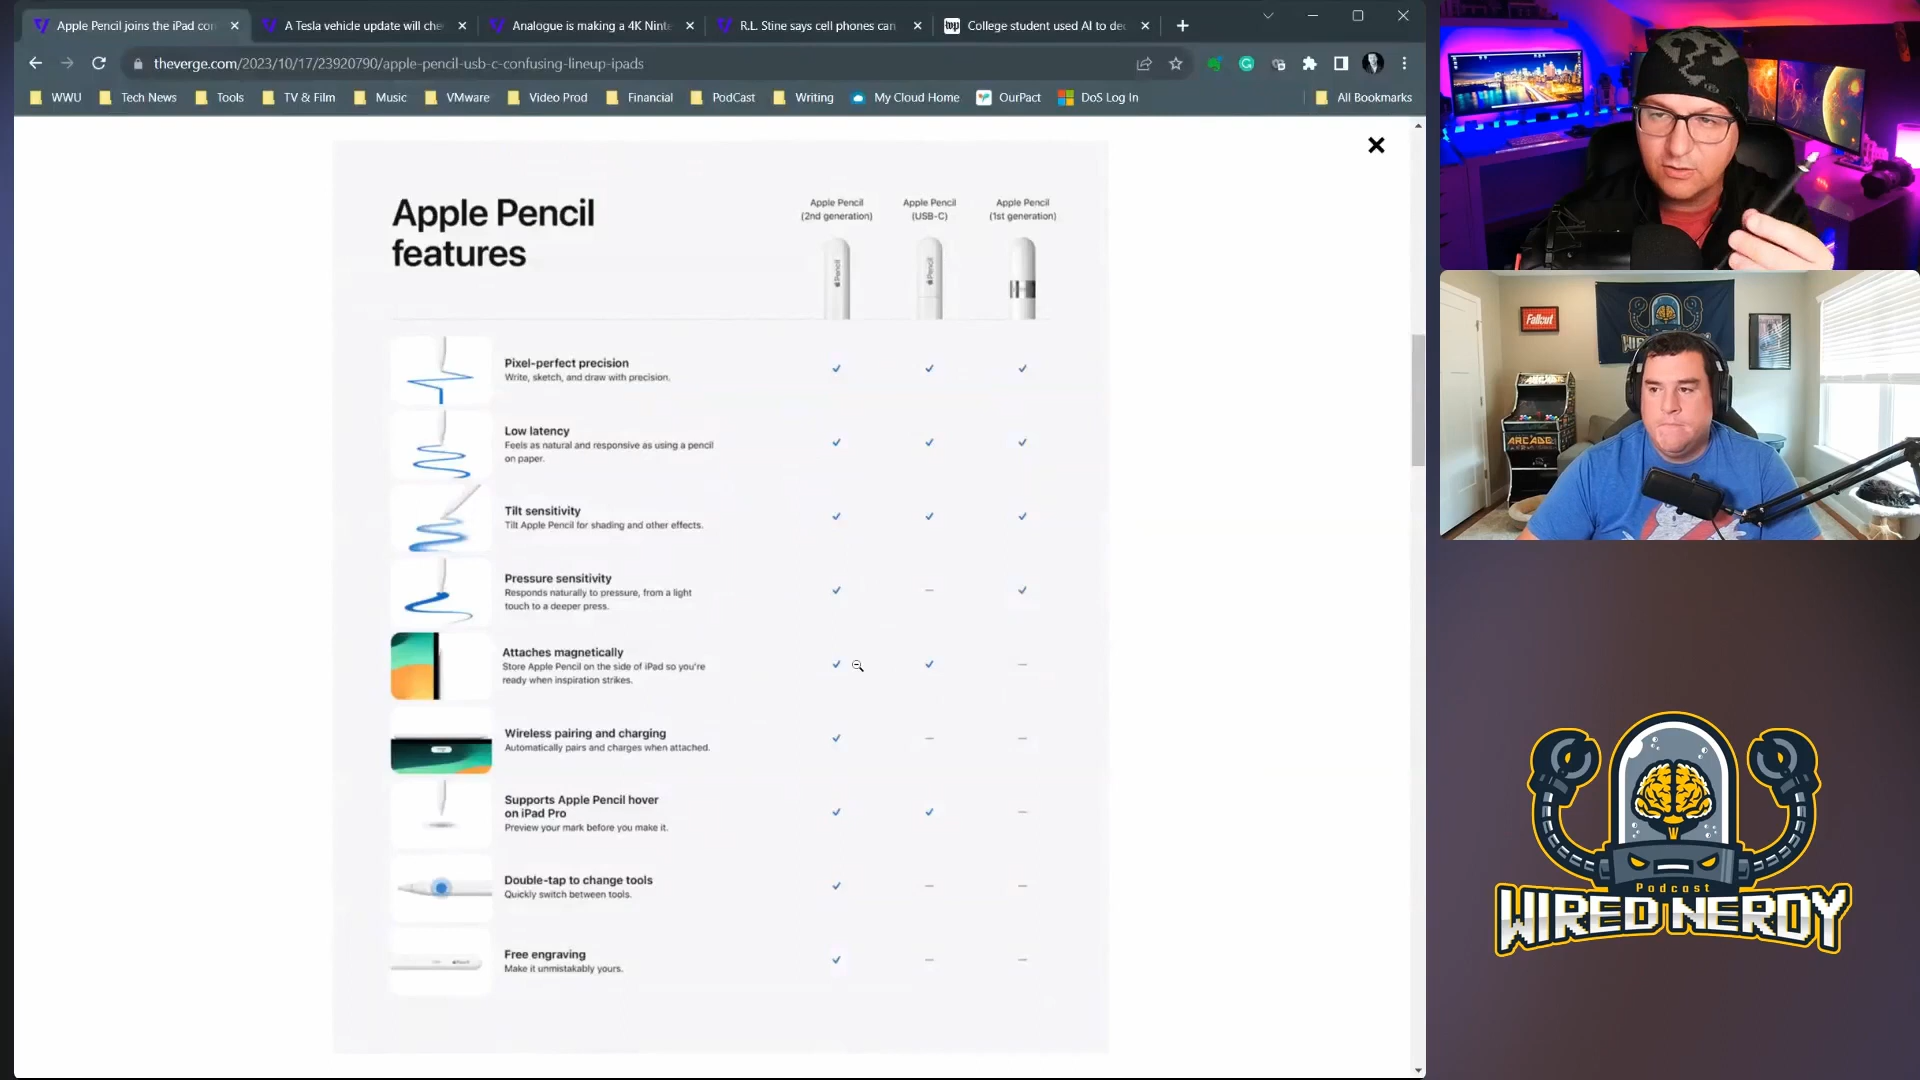 Apple Pencil joins the iPad con
A Tesla vehicle update will che
Analogue is making a 4K Ninte
R.L. Stine says cell phones can
wp
College student used AI to dec
theverge.com/2023/10/17/23920790/apple-pencil-usb-c-confusing-lineup-ipads
WWU
Tech News
Tools
TV & Film
Music
VMware
Video Prod
Financial
PodCast
Writing
My Cloud Home
OurPact
DoS Log In
All Bookmarks
Apple Pencil
features
Apple Pencil
(2nd generation)
Apple Pencil
(USB-C)
Apple Pencil
(1st generation)
Pencil
Pencil
Pixel-perfect precision
Write, sketch, and draw with precision.
Low latency
Feels as natural and responsive as using a pencil
on paper.
Tilt sensitivity
Tilt Apple Pencil for shading and other effects.
Pressure sensitivity
Responds naturally to pressure, from a light
touch to a deeper press.
Attaches magnetically
Store Apple Pencil on the side of iPad so you're
ready when inspiration strikes.
Wireless pairing and charging
Automatically pairs and charges when attached.
Supports Apple Pencil hover
on iPad Pro
Preview your mark before you make it.
Double-tap to change tools
Quickly switch between tools.
Free engraving
Make it unmistakably yours.
Fallout
ARCADE
Podcast
WIRED NERDY